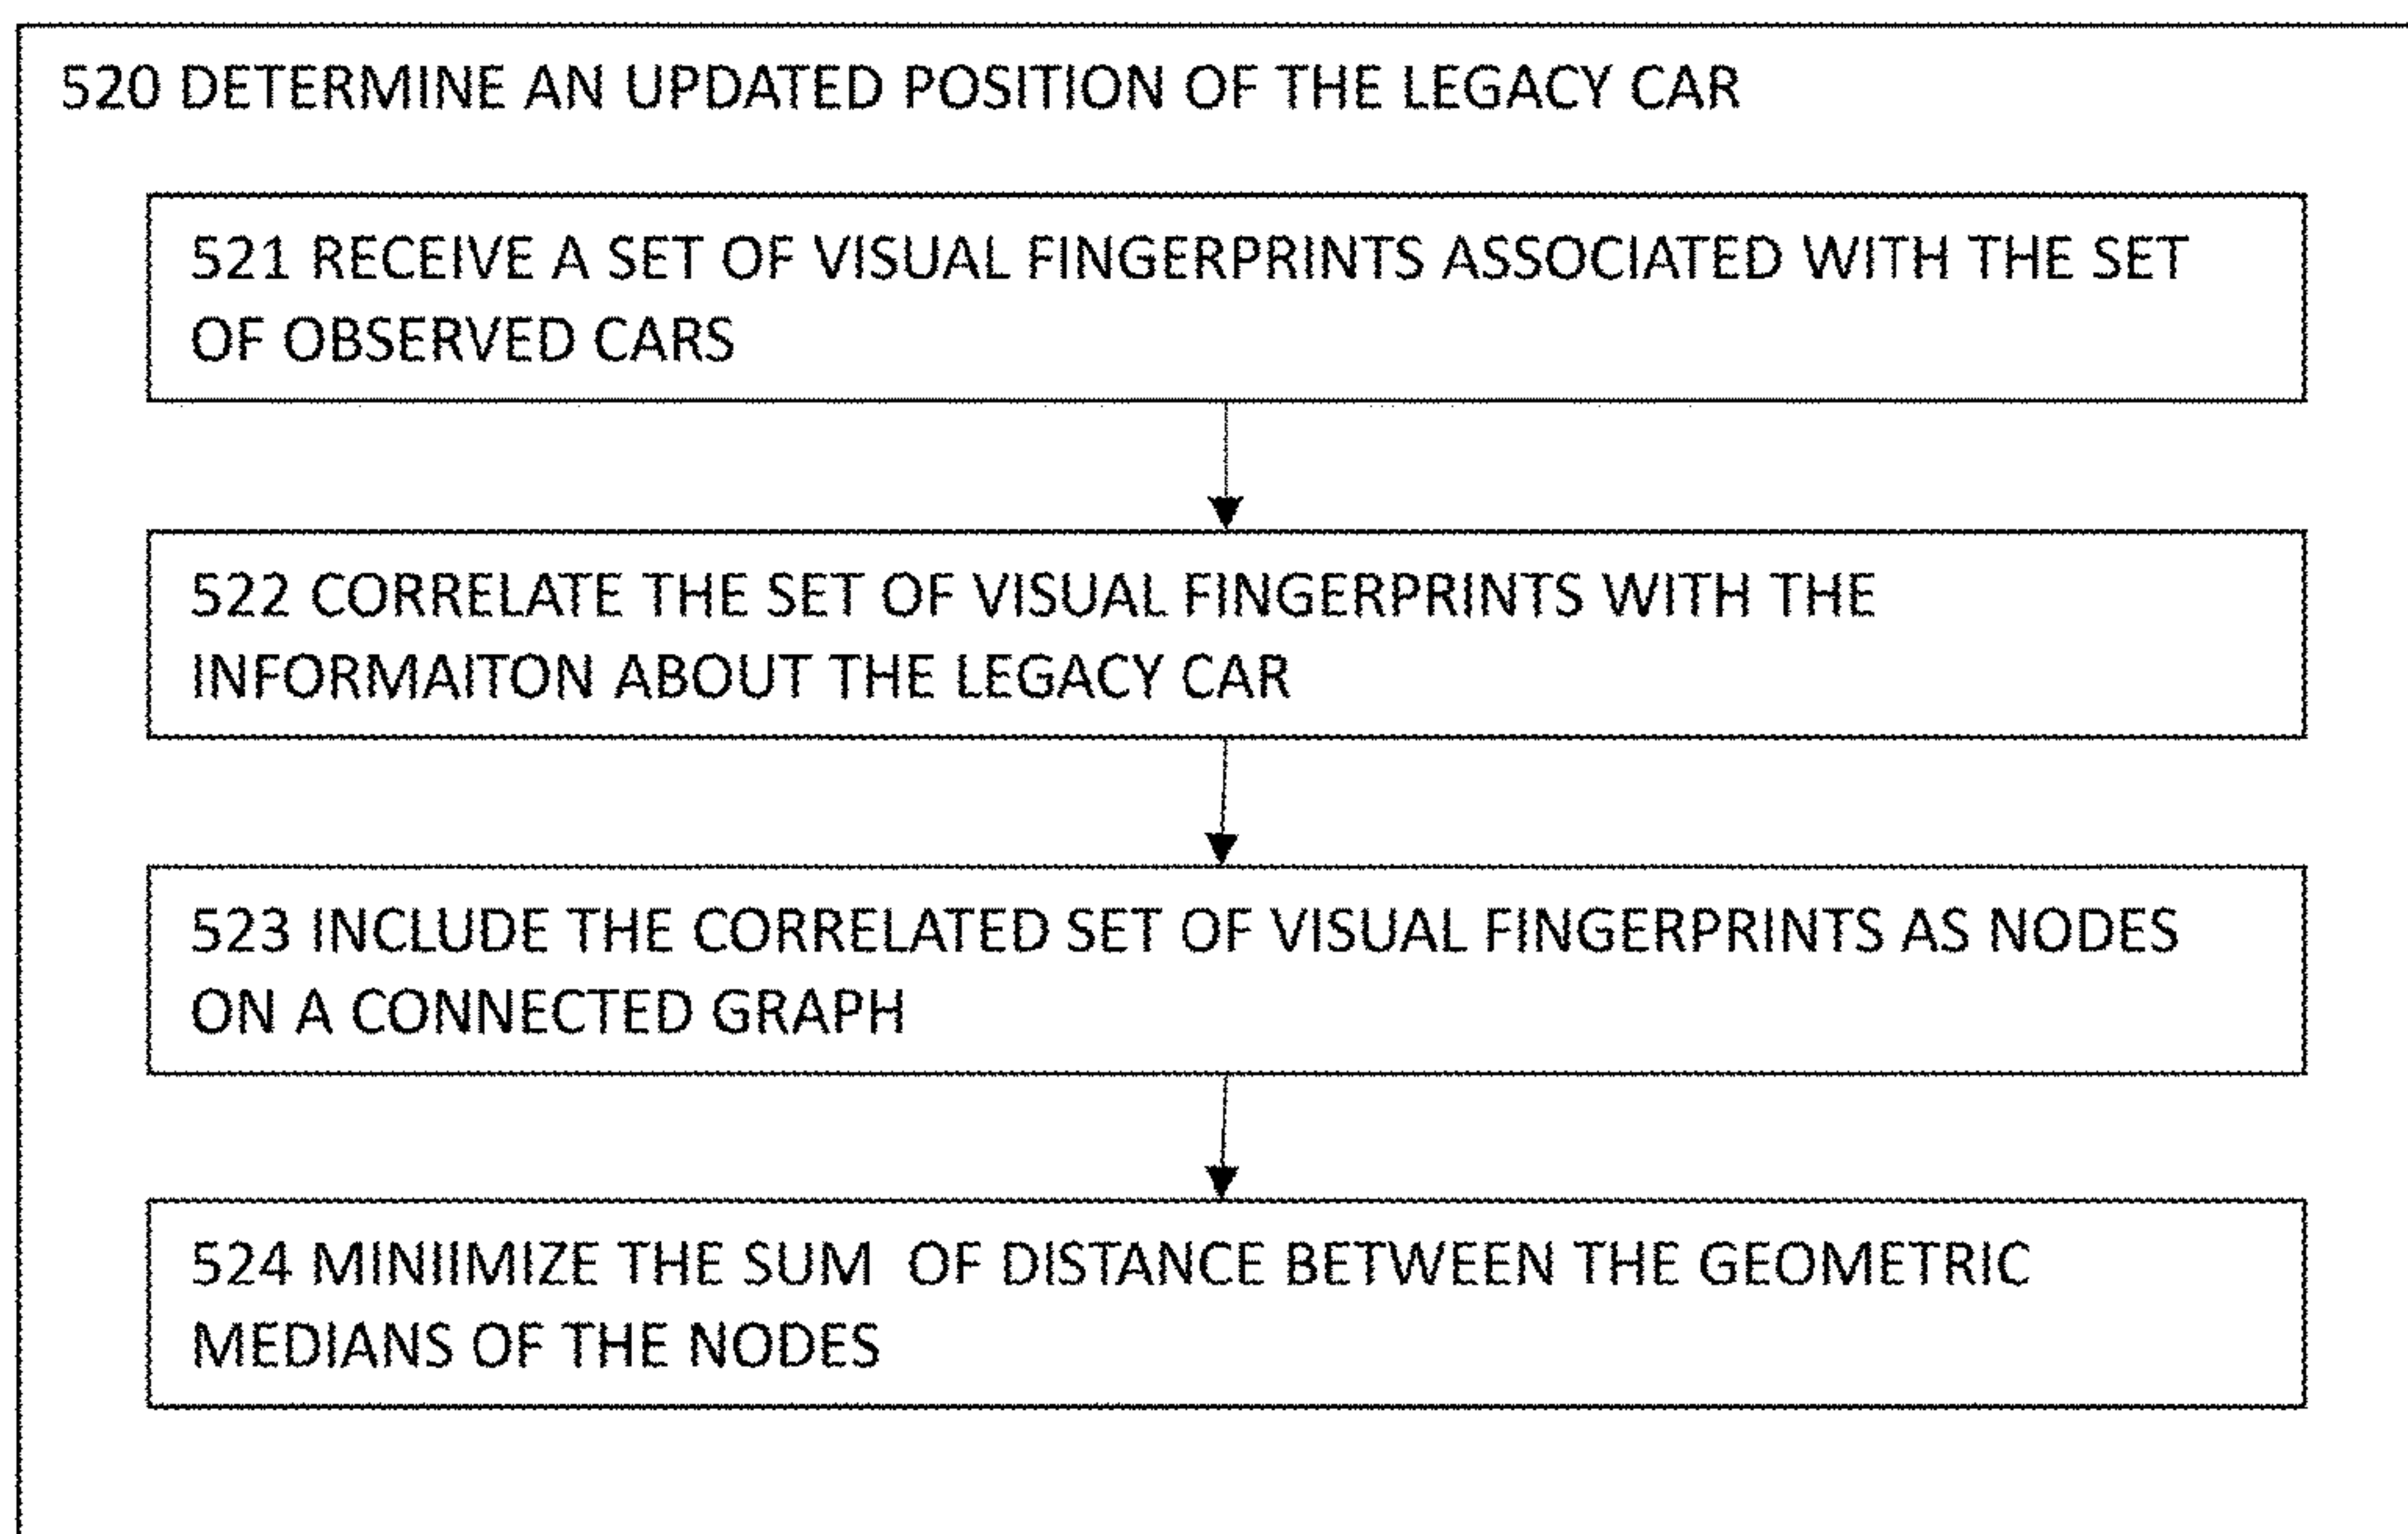 520 DETERMINE AN UPDATED POSITION OF THE LEGACY CAR
521 RECEIVE A SET OF VISUAL FINGERPRINTS ASSOCIATED WITH THE SET
OF OBSERVED CARS
522 CORRELATE THE SET OF VISUAL FINGERPRINTS WITH THE
INFORMAITON ABOUT THE LEGACY CAR
523 INCLUDE THE CORRELATED SET OF VISUAL FINGERPRINTS AS NODES
ON A CONNECTED GRAPH
524 MINIIMIZE THE SUM  OF DISTANCE BETWEEN THE GEOMETRIC
MEDIANS OF THE NODES